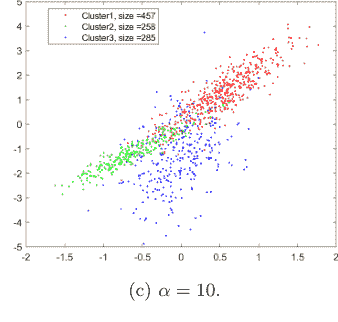 5
4
3
2
1
0
-1
-2
-3
-4
-5
Cluster1, size =457
Cluster2, size =258
Cluster3, size =285
-2 -1.5 -1 -0.5 0 0.5 1 1.5 2
(c) α = 10.